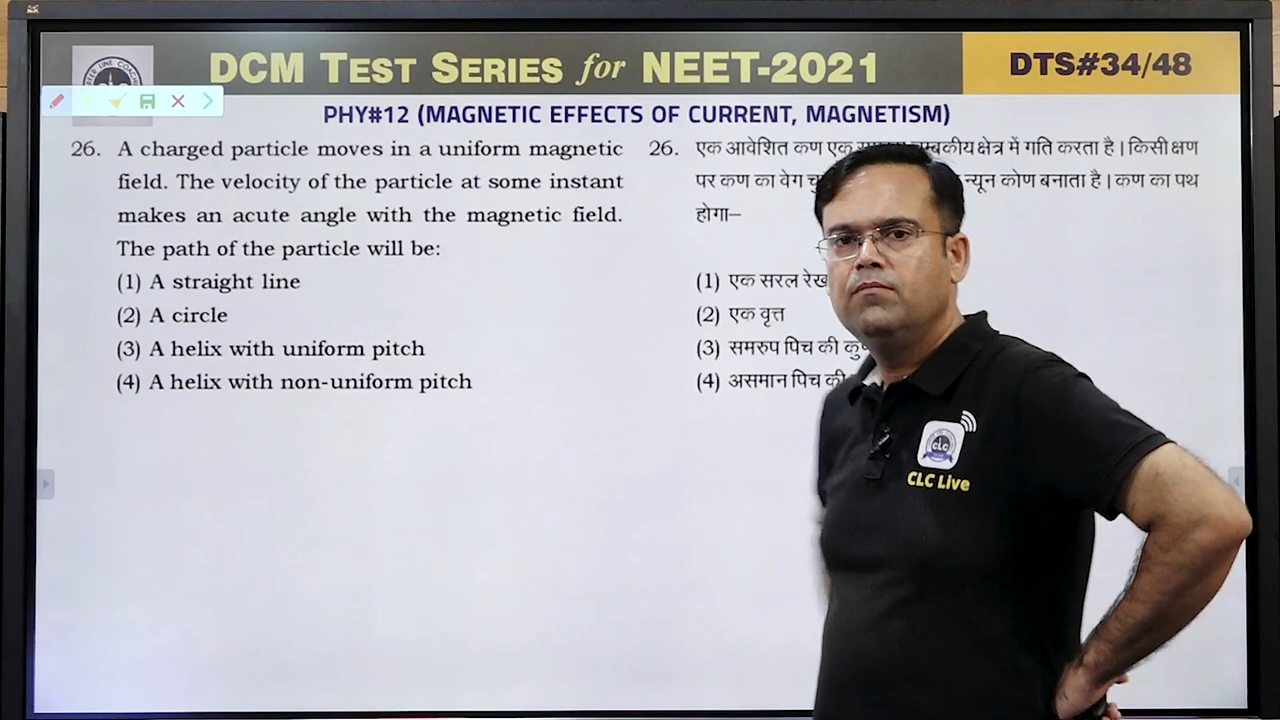 DCM TEST SERIES for NEET-2021
DTS#34/48
PHY#12 (MAGNETIC EFFECTS OF CURRENT, MAGNETISM)
26. A charged particle moves in a uniform magnetic
field. The velocity of the particle at some instant
makes an acute angle with the magnetic field.
The path of the particle will be:
(1) A straight line
(2) A circle
(3) A helix with uniform pitch
(4) A helix with non-uniform pitch
26. एक आवेशित कण एक चुम्बकीय क्षेत्र में गति करता है। किसी क्षण
पर कण का वेग न्यून कोण बनाता है। कण का पथ
होगा–
(1) एक सरल
(2) एक वृत्त
(3) समरुप पिच की
(4) असमान पिच की
CLC
CLC Live